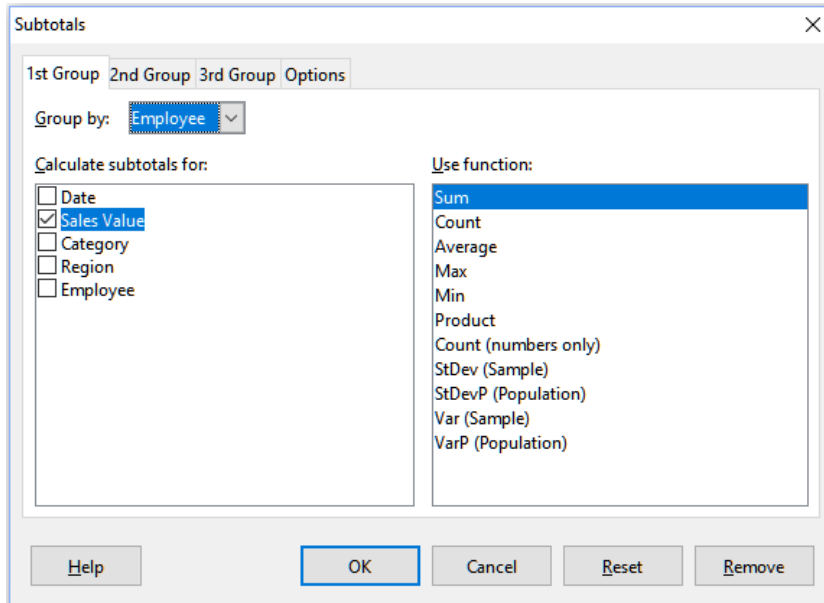 Subtotals
1st Group 2nd Group 3rd Group Options
Group by: Employee
Calculate subtotals for:
Date
Sales Value
Category
Region
Employee
Use function:
Sum
Count
Average
Max
Min
Product
Count (numbers only)
StDev (Sample)
StDevP (Population)
Var (Sample)
VarP (Population)
Help OK Cancel Reset Remove